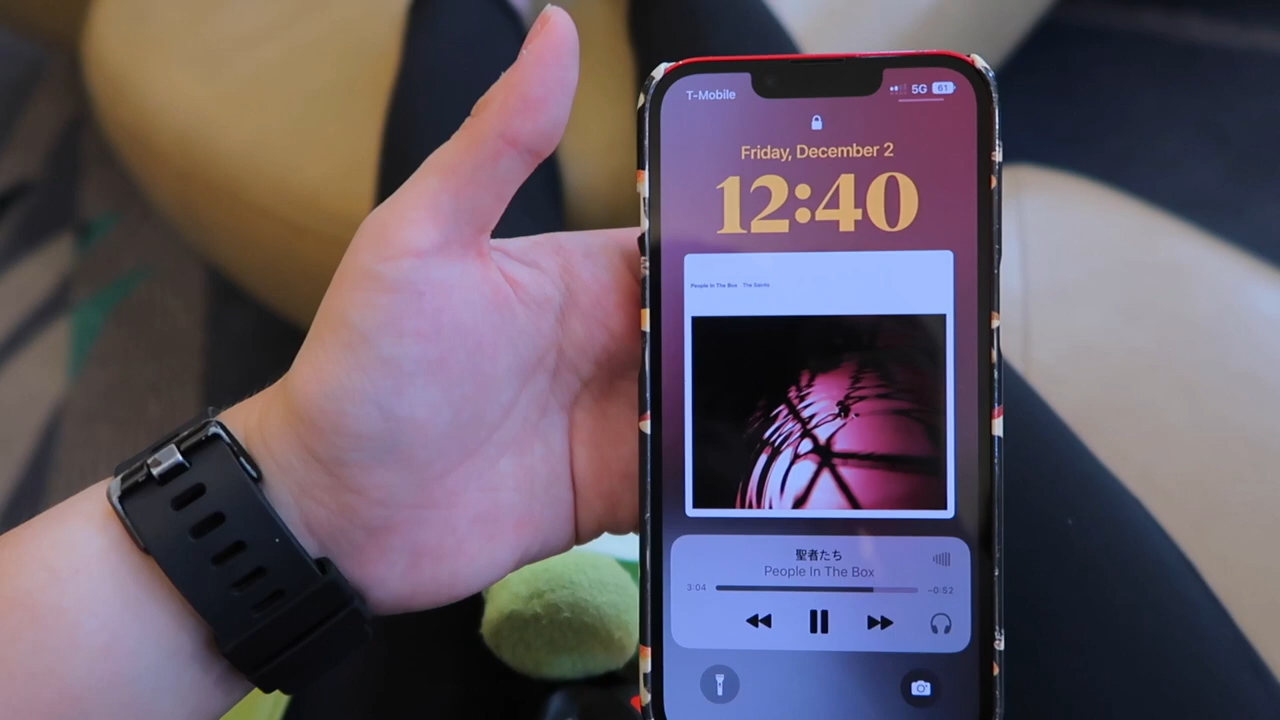 T-Mobile 5G 61
Friday, December 2
12:40
People In The Box The Saints
聖者たち
People In The Box
3:04 -0:52